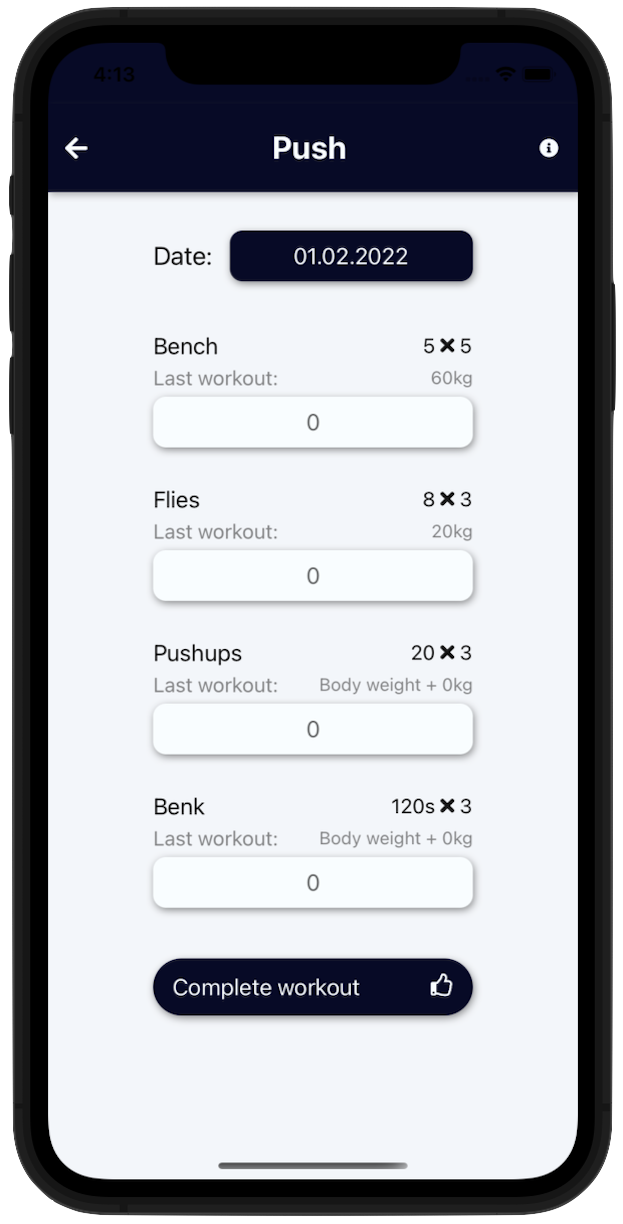 4:13
Push
Date: 01.02.2022
Bench 5 × 5
Last workout: 60kg
0
Flies 8 × 3
Last workout: 20kg
0
Pushups 20 × 3
Last workout: Body weight + 0kg
0
Benk 120s × 3
Last workout: Body weight + 0kg
0
Complete workout